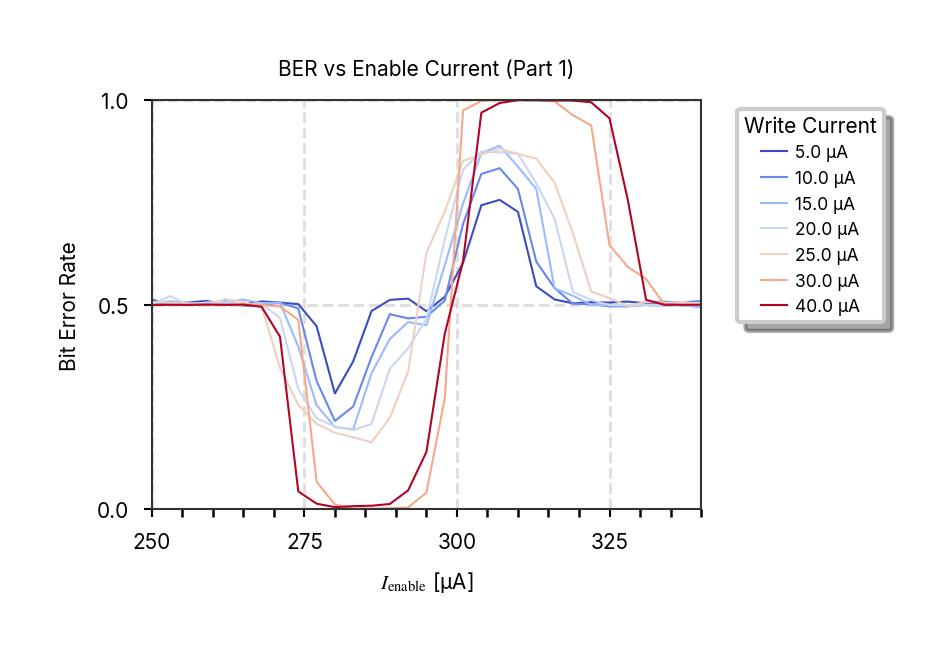 BER vs Enable Current (Part 1)
1.0
0.5
0.0
Bit Error Rate
250 275 300 325
I_enable [µA]
Write Current
5.0 µA
10.0 µA
15.0 µA
20.0 µA
25.0 µA
30.0 µA
40.0 µA